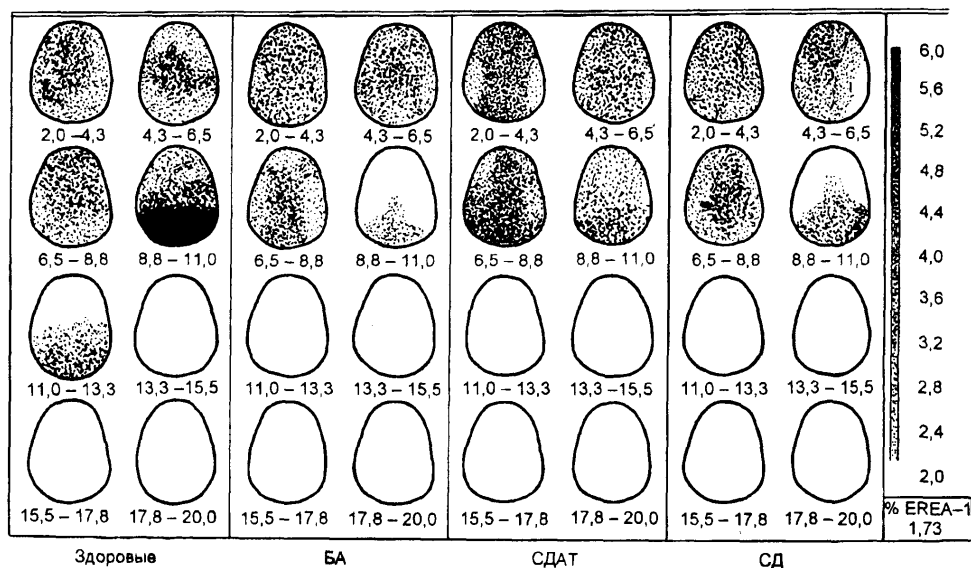 2,0 –4,3 4,3 – 6,5 2,0 – 4,3 4,3 – 6,5 2,0 – 4,3 4,3 – 6,5 2,0 – 4,3 4,3 – 6,5
6,5 – 8,8 8,8 – 11,0 6,5 – 8,8 8,8 – 11,0 6,5 – 8,8 8,8 – 11,0 6,5 – 8,8 8,8 – 11,0
11,0 – 13,3 13,3 –15,5 11,0 – 13,3 13,3 – 15,5 11,0 – 13,3 13,3 – 15,5 11,0 – 13,3 13,3 – 15,5
15,5 – 17,8 17,8 – 20,0 15,5 – 17,8 17,8 – 20,0 15,5 – 17,8 17,8 – 20,0 15,5 – 17,8 17,8 – 20,0
Здоровые БА СДАТ СД
6,0
5,6
5,2
4,8
4,4
4,0
3,6
3,2
2,8
2,4
2,0
% EREA–1
1,73